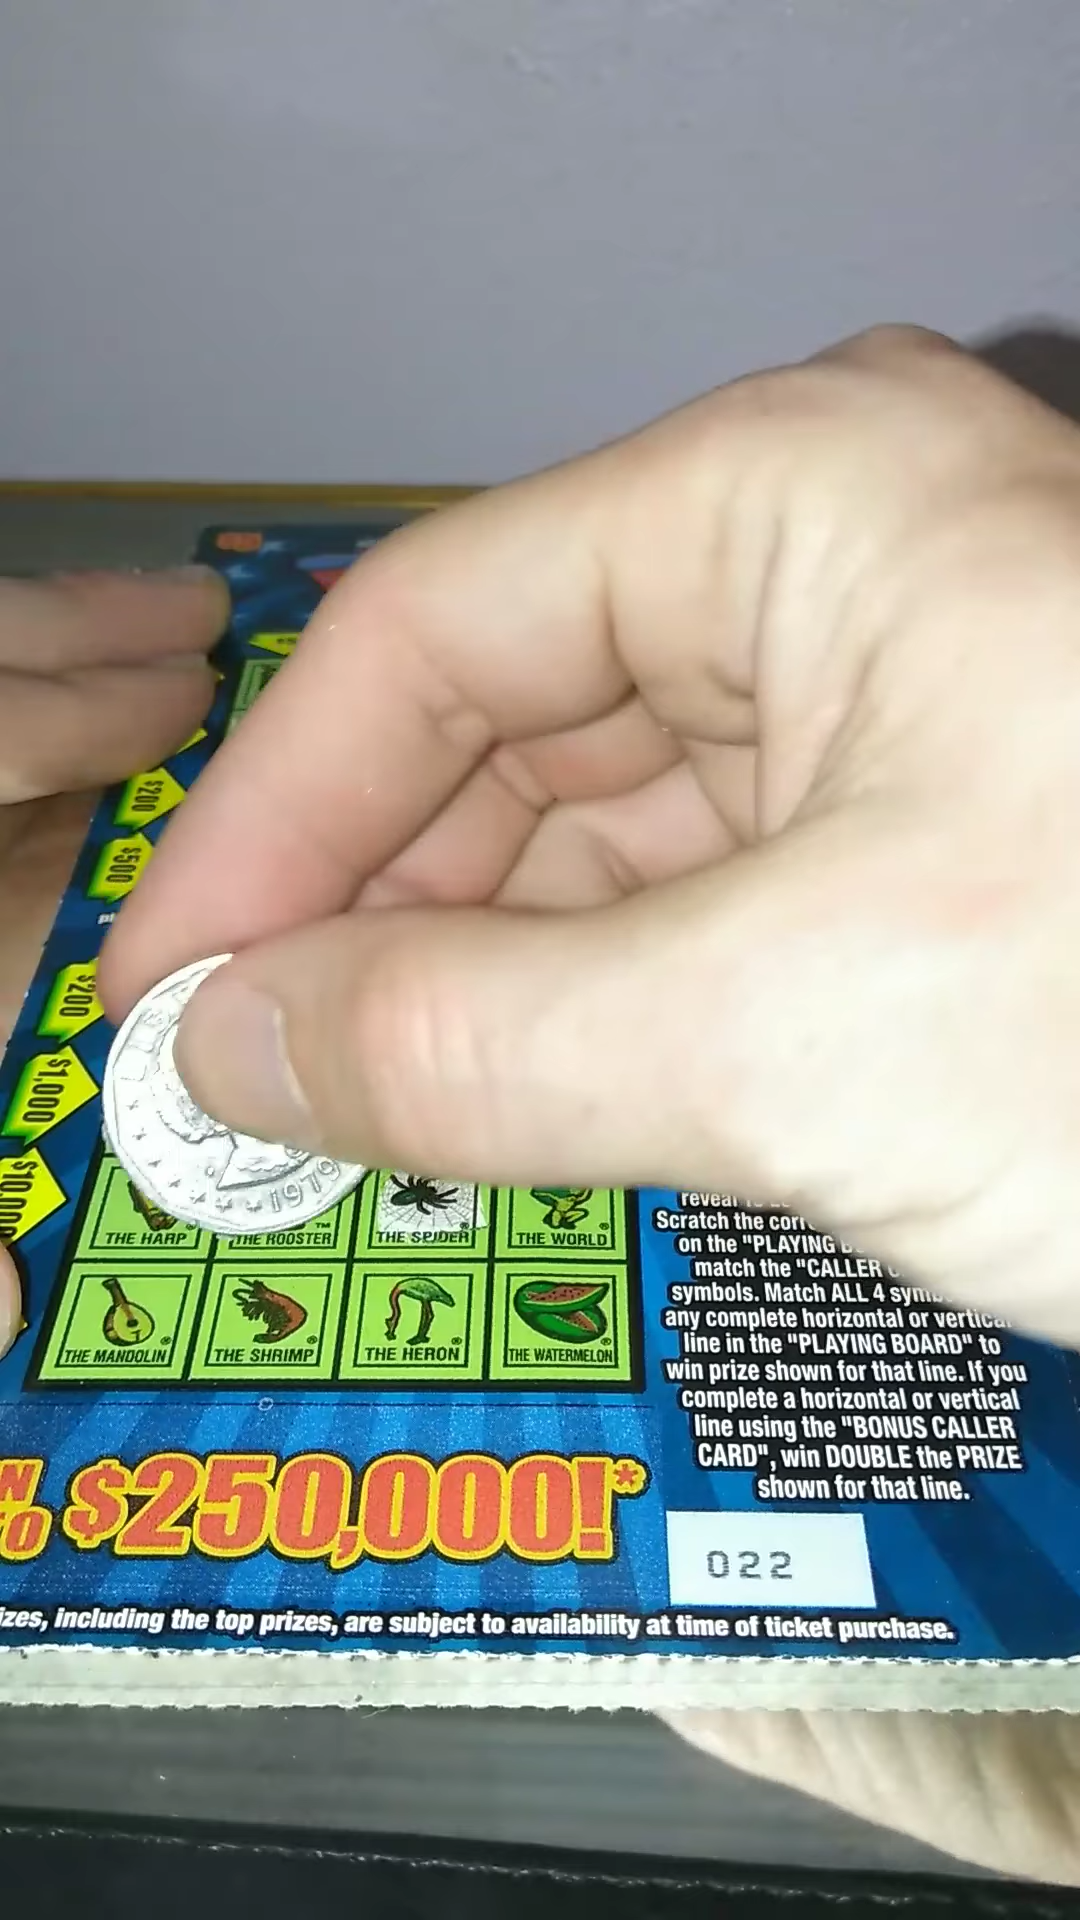 $200
$500
$200
$1,000
LIBER
1979
THE HARP
THE ROOSTER
THE SPIDER
THE WORLD
THE MANDOLIN
THE SHRIMP
THE HERON
THE WATERMELON
reveal
Scratch the
on the "PLAYING
match the "CALLER
symbols. Match ALL 4
any complete horizontal or vertical
line in the "PLAYING BOARD" to
win prize shown for that line. If you
complete a horizontal or vertical
line using the "BONUS CALLER
CARD", win DOUBLE the PRIZE
shown for that line.
$250,000!*
022
including the top prizes, are subject to availability at time of ticket purchase.